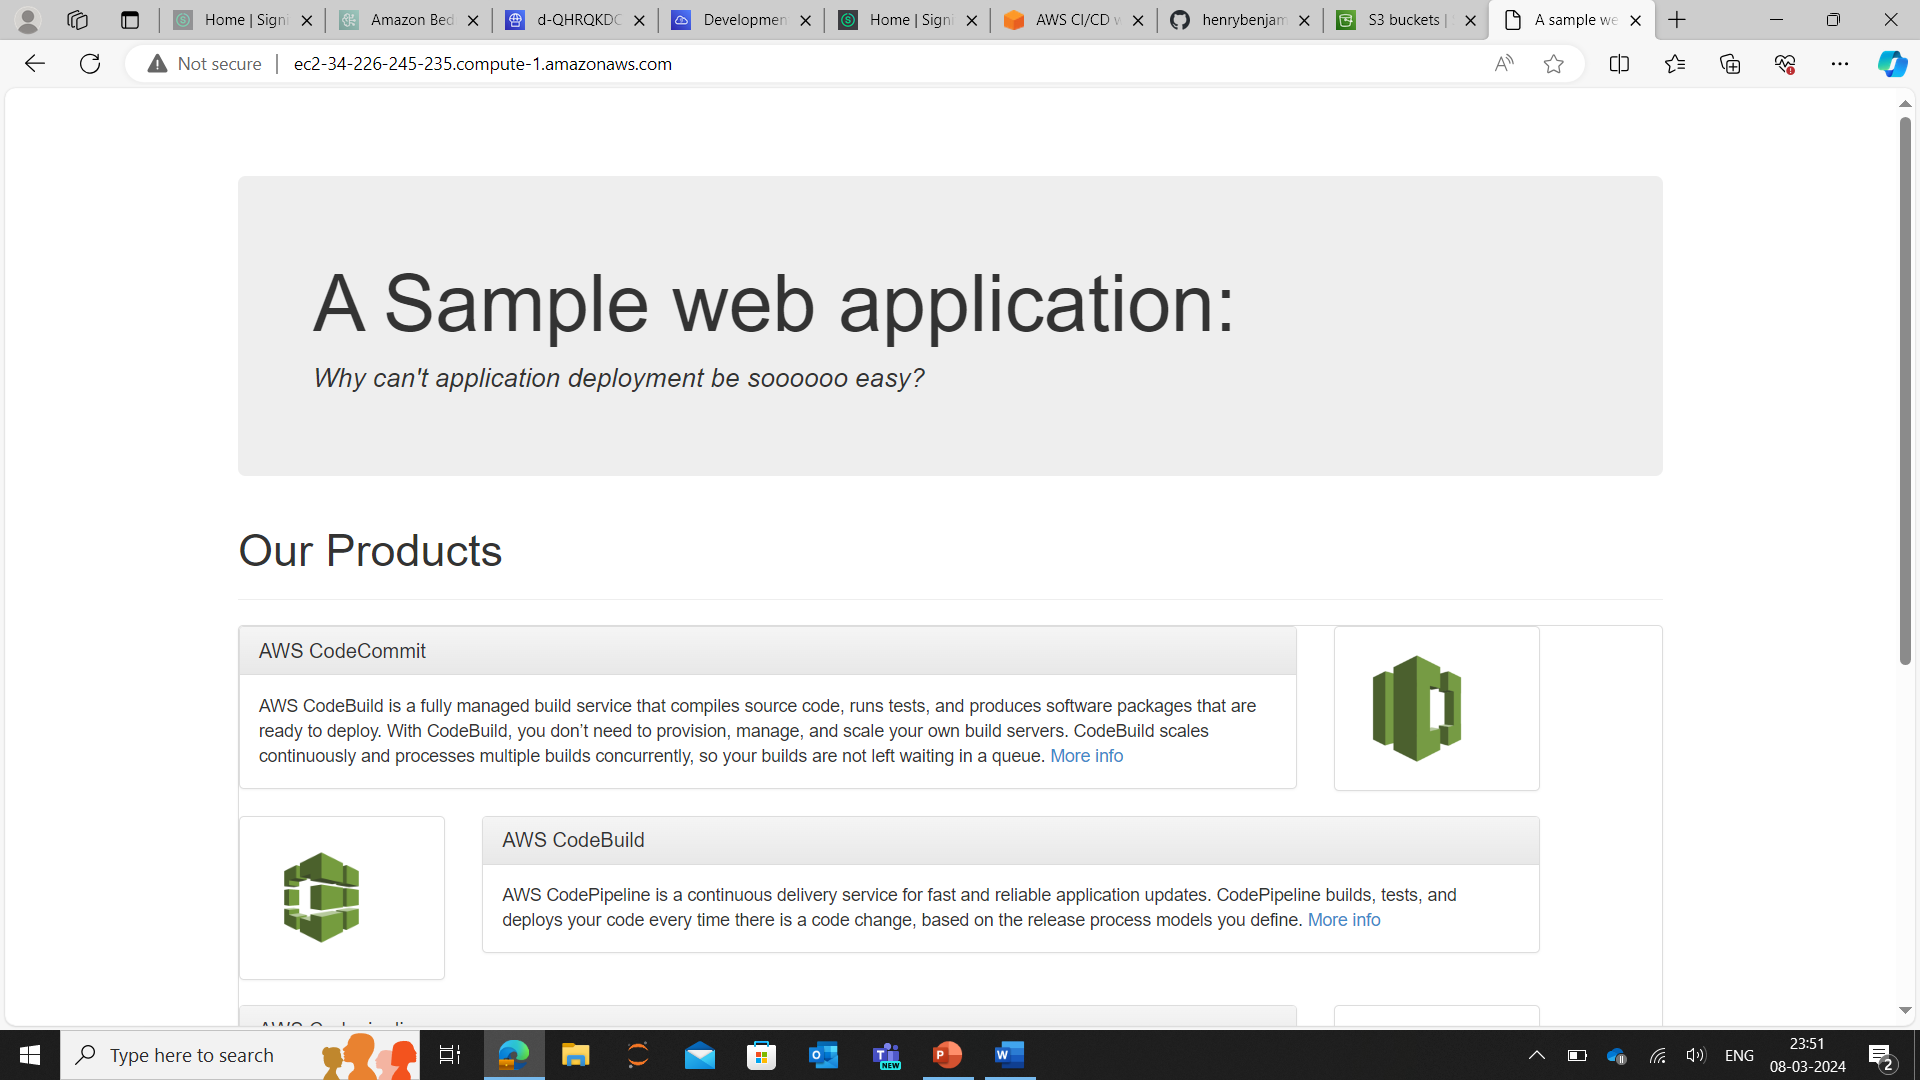 Home | Signi
Amazon Bed
d-QHRQKDC
Developmen
Home | Signi
AWS CI/CD w
henrybenjam
S3 buckets |
A sample we
Not secure
ec2-34-226-245-235.compute-1.amazonaws.com
A Sample web application:
Why can't application deployment be soooooo easy?
Our Products
AWS CodeCommit
AWS CodeBuild is a fully managed build service that compiles source code, runs tests, and produces software packages that are
ready to deploy. With CodeBuild, you don’t need to provision, manage, and scale your own build servers. CodeBuild scales
continuously and processes multiple builds concurrently, so your builds are not left waiting in a queue. More info
AWS CodeBuild
AWS CodePipeline is a continuous delivery service for fast and reliable application updates. CodePipeline builds, tests, and
deploys your code every time there is a code change, based on the release process models you define. More info
Type here to search
NEW
ENG
23:51
08-03-2024
2